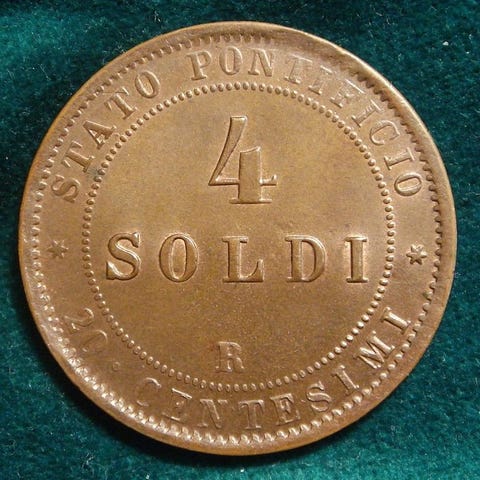 STATO PONTIFICIO
4
SOLDI
R
* 20 · CENTESIMI *